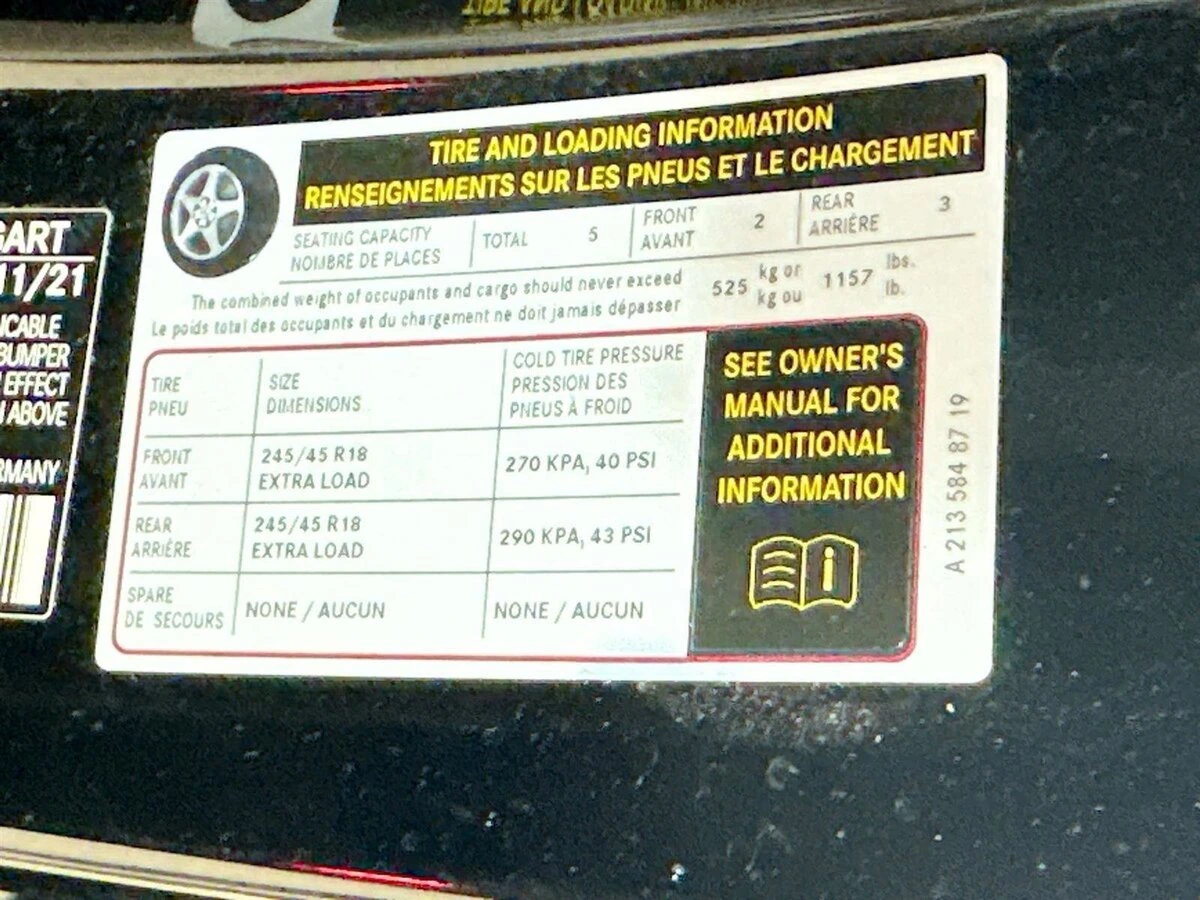 GART
11/21
ICABLE
BUMPER
EFFECT
ABOVE
RMANY
TIRE AND LOADING INFORMATION
RENSEIGNEMENTS SUR LES PNEUS ET LE CHARGEMENT
SEATING CAPACITY
NOMBRE DE PLACES
TOTAL 5
FRONT
AVANT
2
REAR
ARRIÈRE
3
The combined weight of occupants and cargo should never exceed
Le poids total des occupants et du chargement ne doit jamais dépasser
525
kg or
kg ou
1157
lbs.
lb.
TIRE
PNEU
SIZE
DIMENSIONS
COLD TIRE PRESSURE
PRESSION DES
PNEUS À FROID
FRONT
AVANT
245/45 R18
EXTRA LOAD
270 KPA, 40 PSI
REAR
ARRIÈRE
245/45 R18
EXTRA LOAD
290 KPA, 43 PSI
SPARE
DE SECOURS
NONE / AUCUN
NONE / AUCUN
SEE OWNER'S
MANUAL FOR
ADDITIONAL
INFORMATION
A 213 584 87 19